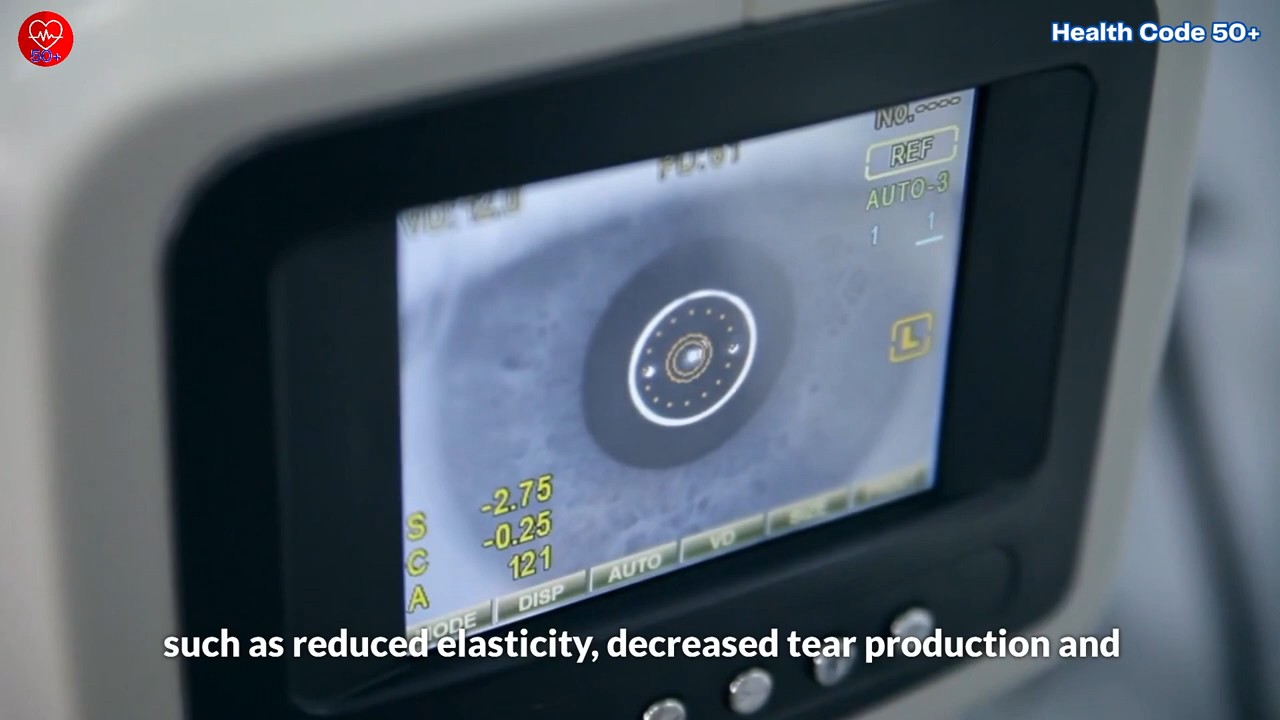 50+
Health Code 50+
No.----
REF
AUTO-3
1 1
L
S -2.75
C -0.25
A 121
DISP
AUTO
VD
such as reduced elasticity, decreased tear production and